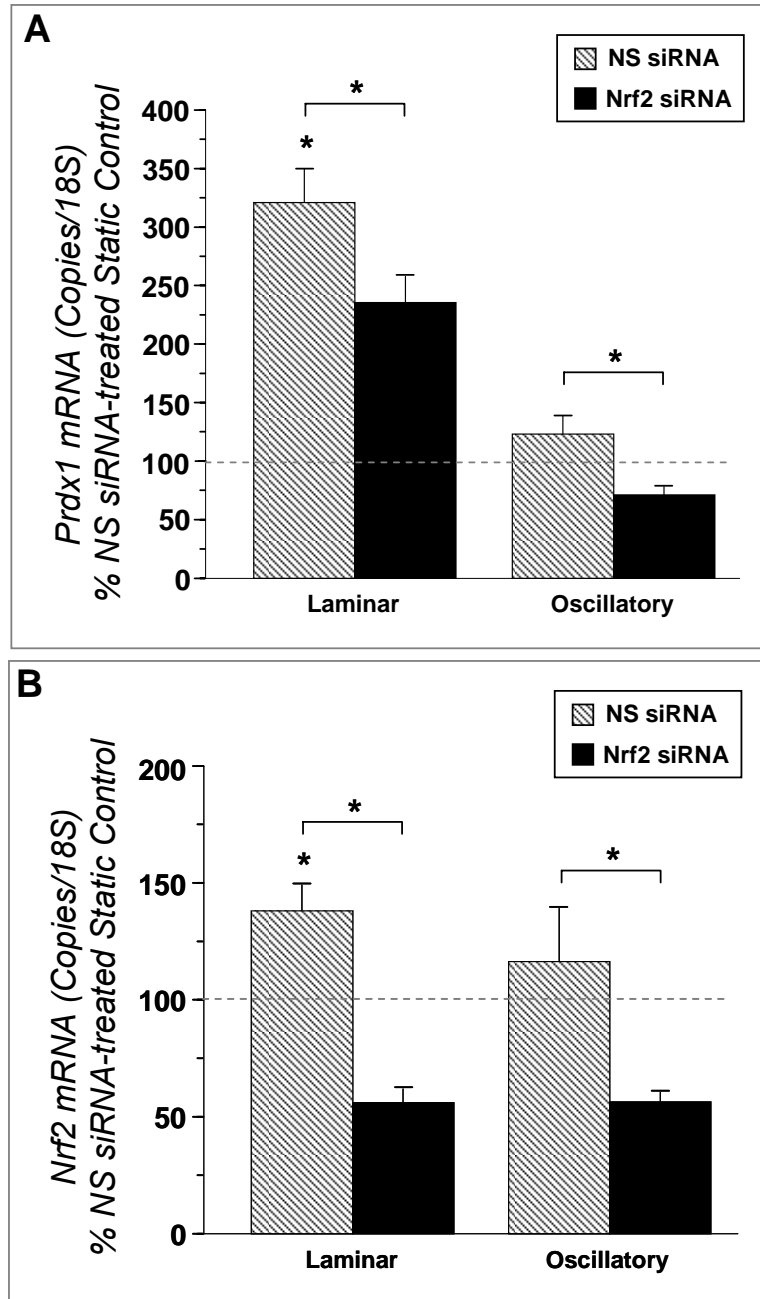 A
NS siRNA
Nrf2 siRNA
Prdx1 mRNA (Copies/18S)
% NS siRNA-treated Static Control
400
350
300
250
200
150
100
50
0
*
*
*
Laminar
Oscillatory
B
NS siRNA
Nrf2 siRNA
Nrf2 mRNA (Copies/18S)
% NS siRNA-treated Static Control
200
150
100
50
0
*
*
*
Laminar
Oscillatory